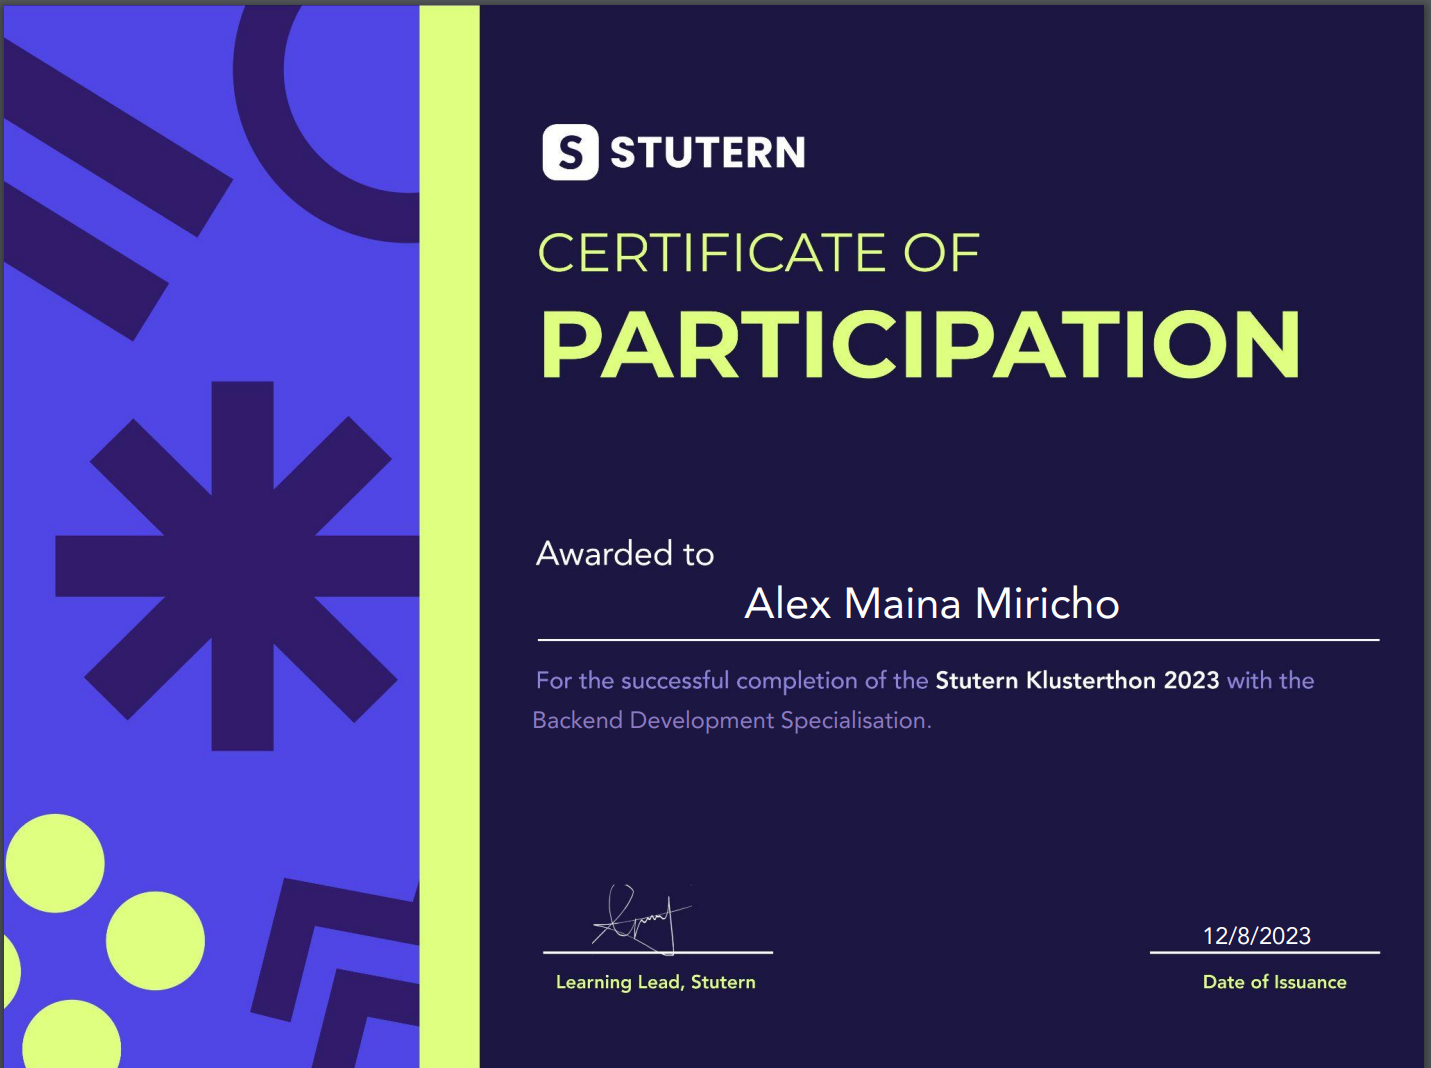 S STUTERN
CERTIFICATE OF
PARTICIPATION
Awarded to
Alex Maina Miricho
For the successful completion of the Stutern Klusterthon 2023 with the
Backend Development Specialisation.
12/8/2023
Learning Lead, Stutern
Date of Issuance